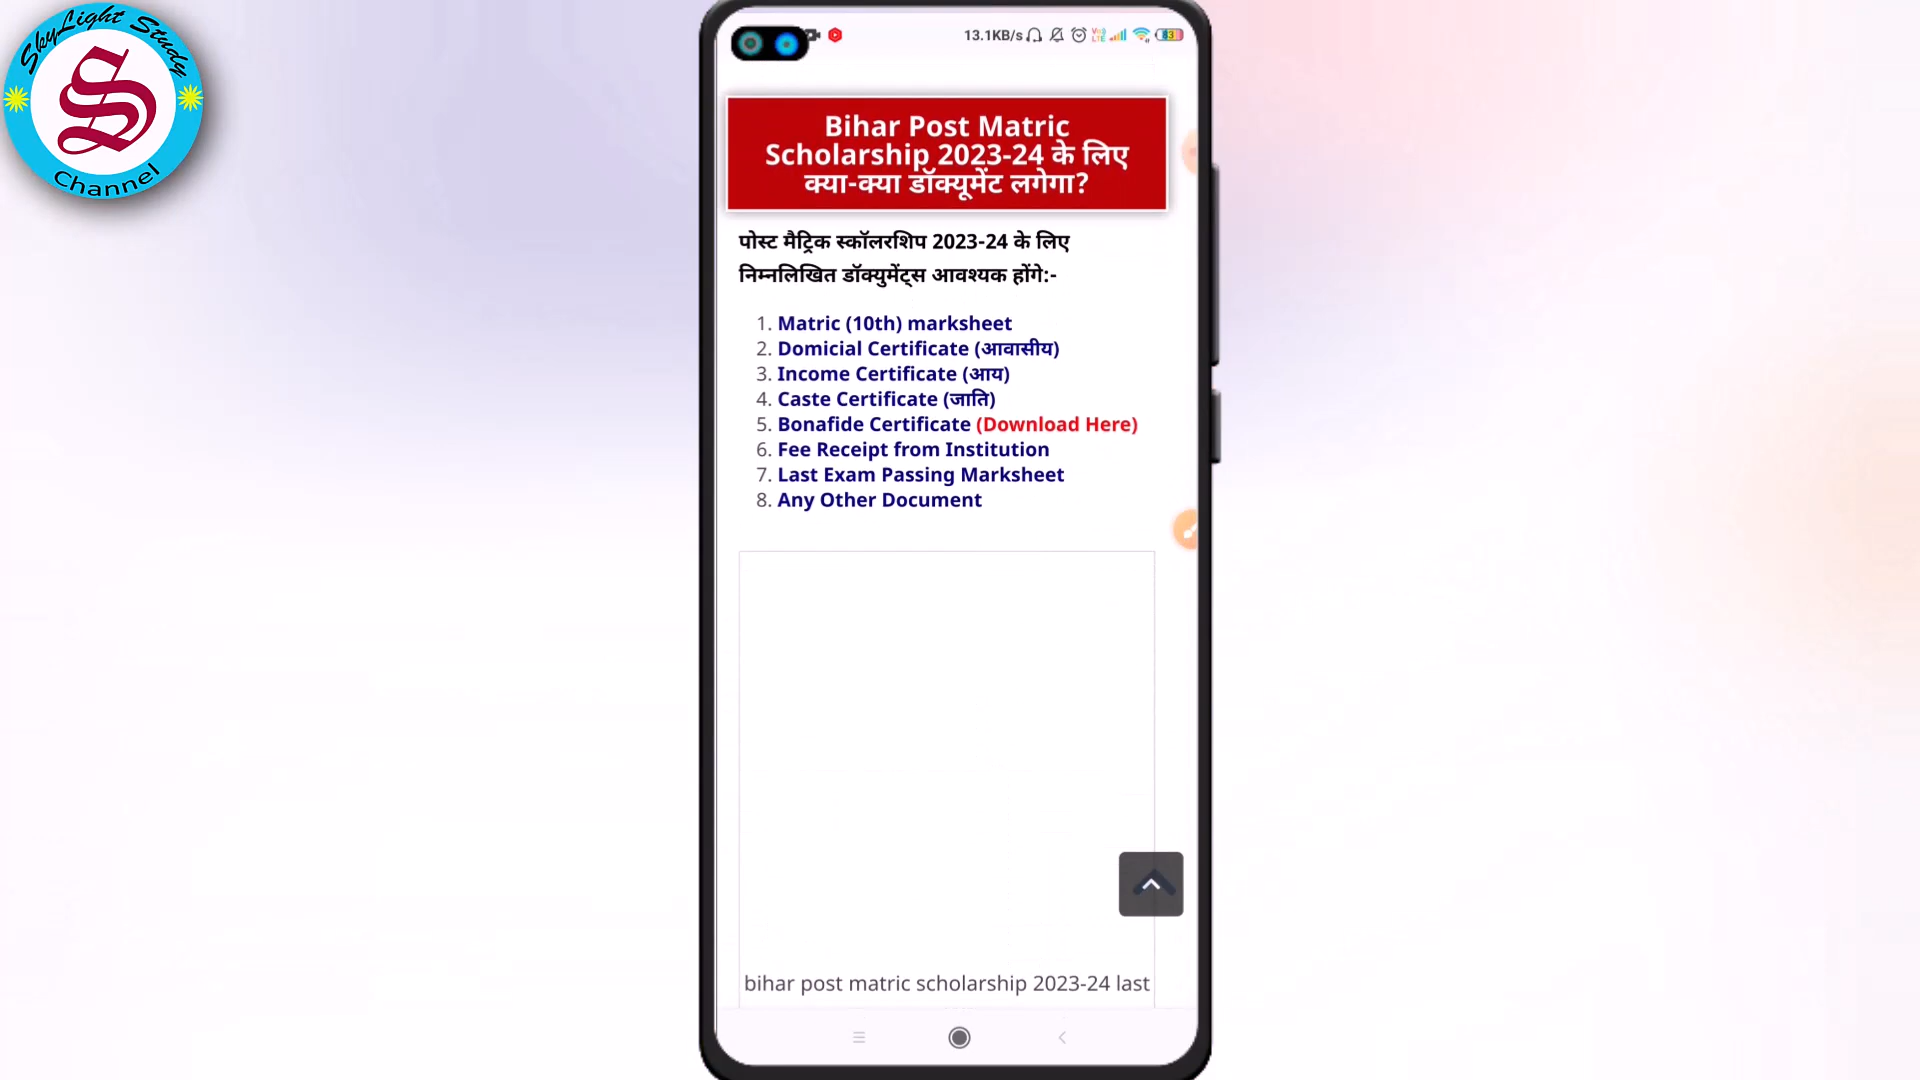 SkyLight Study
S
Channel
13.1KB/s
83
Bihar Post Matric
Scholarship 2023-24 के लिए
क्या-क्या डॉक्यूमेंट लगेगा?
पोस्ट मैट्रिक स्कॉलरशिप 2023-24 के लिए
निम्नलिखित डॉक्युमेंट्स आवश्यक होंगे:-
1. Matric (10th) marksheet
2. Domicial Certificate (आवासीय)
3. Income Certificate (आय)
4. Caste Certificate (जाति)
5. Bonafide Certificate (Download Here)
6. Fee Receipt from Institution
7. Last Exam Passing Marksheet
8. Any Other Document
bihar post matric scholarship 2023-24 last